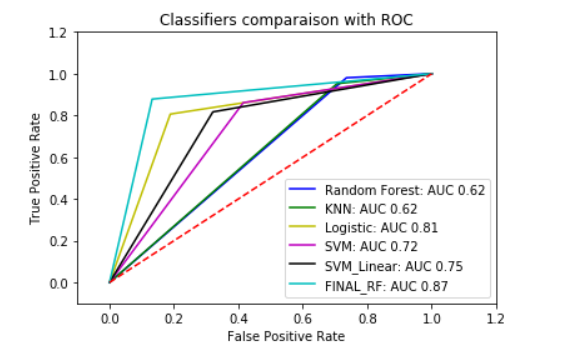 Classifiers comparaison with ROC
1.2
1.0
0.8
0.6
0.4
0.2
0.0
True Positive Rate
Random Forest: AUC 0.62
KNN: AUC 0.62
Logistic: AUC 0.81
SVM: AUC 0.72
SVM_Linear: AUC 0.75
FINAL_RF: AUC 0.87
0.0 0.2 0.4 0.6 0.8 1.0 1.2
False Positive Rate